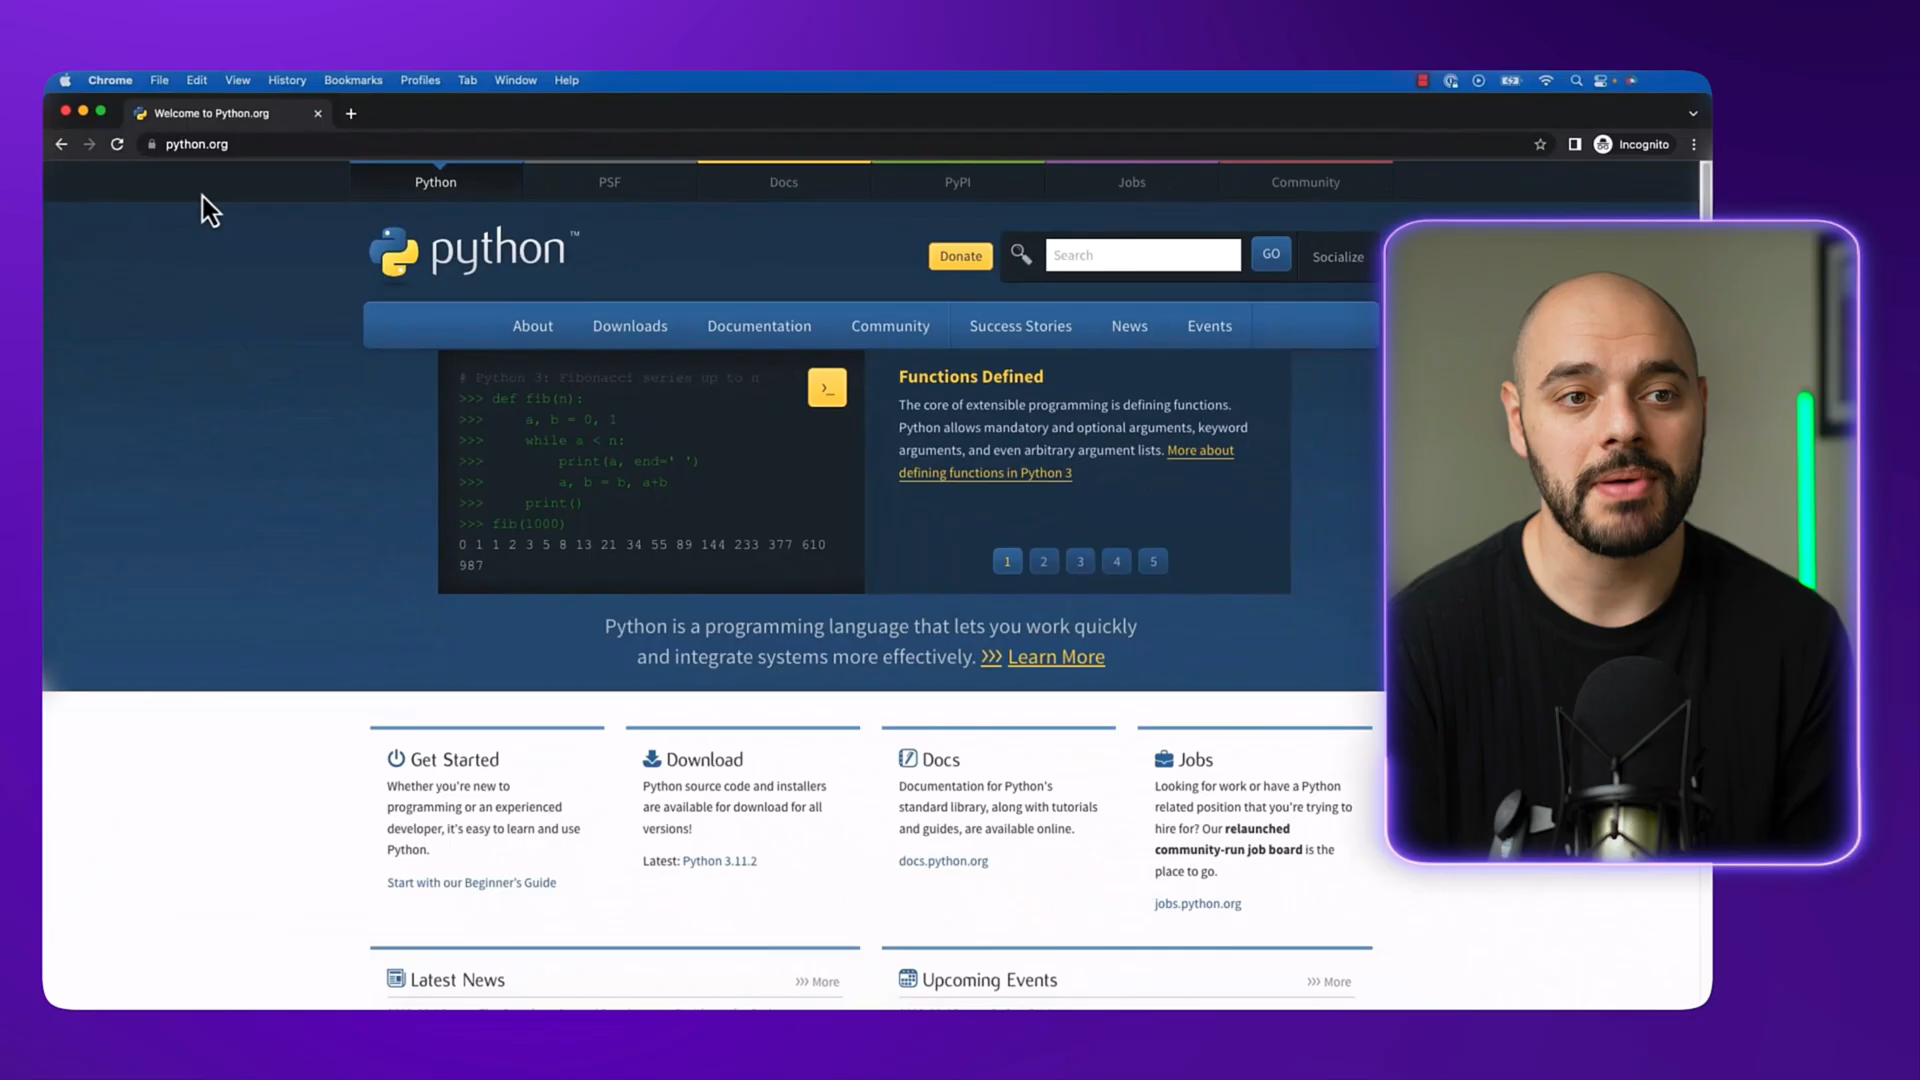 Chrome File Edit View History Bookmarks Profiles Tab Window Help
Welcome to Python.org
python.org
Incognito
Python PSF Docs PyPI Jobs Community
python™
Donate Search GO Socialize
About Downloads Documentation Community Success Stories News Events
# Python 3: Fibonacci series up to n
>>> def fib(n):
>>> a, b = 0, 1
>>> while a < n:
>>> print(a, end=' ')
>>> a, b = b, a+b
>>> print()
>>> fib(1000)
0 1 1 2 3 5 8 13 21 34 55 89 144 233 377 610
987
>_
Functions Defined
The core of extensible programming is defining functions.
Python allows mandatory and optional arguments, keyword
arguments, and even arbitrary argument lists. More about
defining functions in Python 3
1 2 3 4 5
Python is a programming language that lets you work quickly
and integrate systems more effectively. >>> Learn More
Get Started
Whether you're new to
programming or an experienced
developer, it's easy to learn and use
Python.
Start with our Beginner's Guide
Download
Python source code and installers
are available for download for all
versions!
Latest: Python 3.11.2
Docs
Documentation for Python's
standard library, along with tutorials
and guides, are available online.
docs.python.org
Jobs
Looking for work or have a Python
related position that you're trying to
hire for? Our relaunched
community-run job board is the
place to go.
jobs.python.org
Latest News
>>> More
Upcoming Events
>>> More